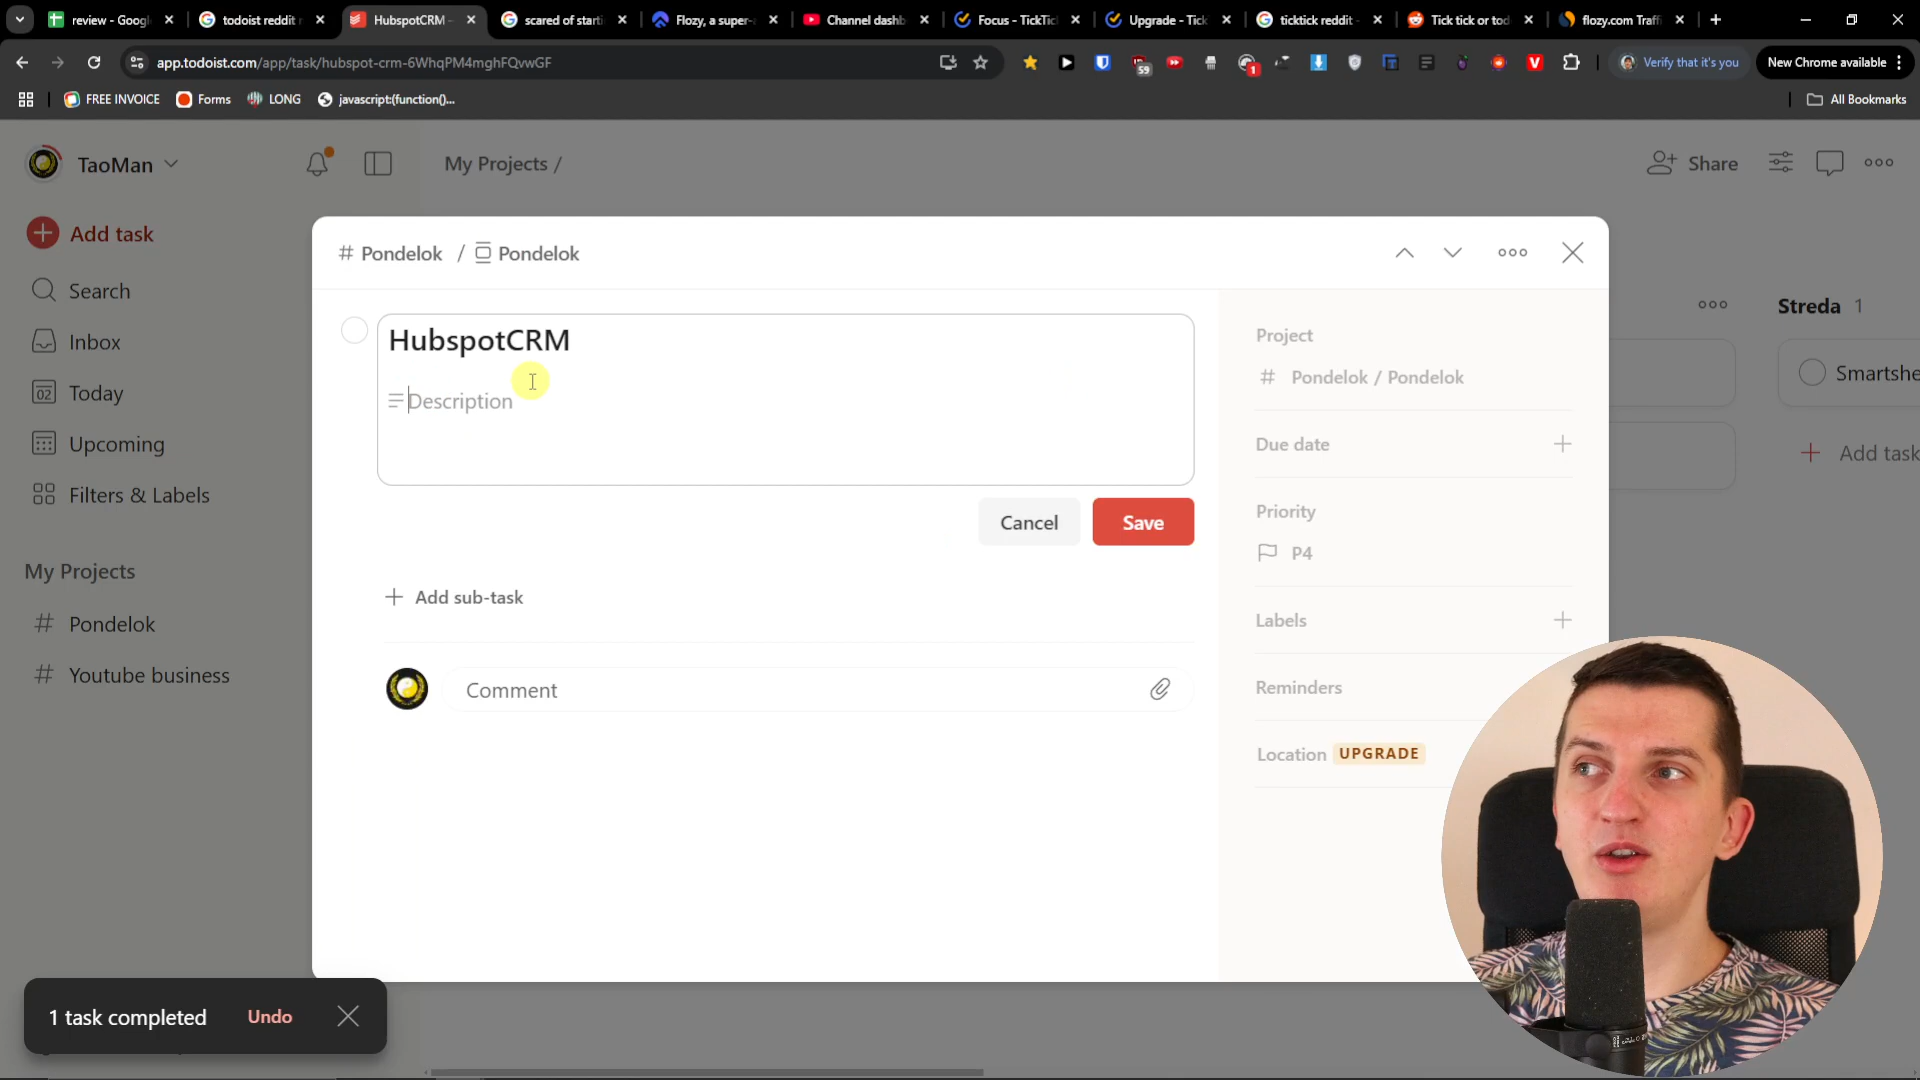 review - Googl
todoist reddit r
HubspotCRM –
scared of starti
Flozy, a super-a
Channel dashb
Focus - TickTic
Upgrade - Tick
ticktick reddit -
Tick tick or tod
flozy.com Traffi
app.todoist.com/app/task/hubspot-crm-6WhqPM4mghFQvwGF
59
1
Verify that it's you
New Chrome available
FREE INVOICE
Forms
LONG
javascript:(function()...
All Bookmarks
TaoMan
My Projects /
Share
Add task
Search
Inbox
02
Today
Upcoming
Filters & Labels
My Projects
# Pondelok
# Youtube business
# Pondelok / Pondelok
HubspotCRM
Description
Cancel
Save
+ Add sub-task
Comment
Project
# Pondelok / Pondelok
Due date +
Priority
P4
Labels +
Reminders
Location UPGRADE
Streda 1
Smartshe
+ Add task
1 task completed
Undo